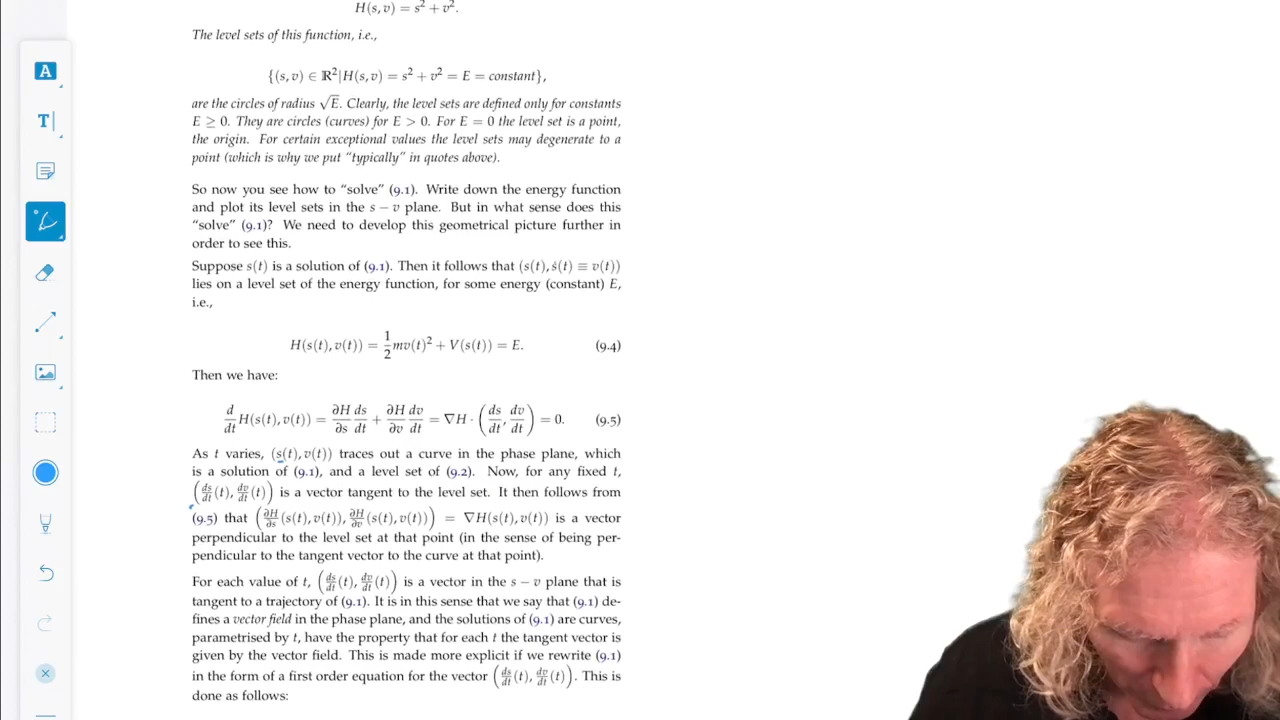 H(s, v) = s² + v².
The level sets of this function, i.e.,
{(s, v) ∈ ℝ²|H(s, v) = s² + v² = E = constant},
are the circles of radius √E. Clearly, the level sets are defined only for constants
E ≥ 0. They are circles (curves) for E > 0. For E = 0 the level set is a point,
the origin. For certain exceptional values the level sets may degenerate to a
point (which is why we put “typically” in quotes above).
So now you see how to “solve” (9.1). Write down the energy function
and plot its level sets in the s − v plane. But in what sense does this
“solve” (9.1)? We need to develop this geometrical picture further in
order to see this.
Suppose s(t) is a solution of (9.1). Then it follows that (s(t), ṡ(t) ≡ v(t))
lies on a level set of the energy function, for some energy (constant) E,
i.e.,
H(s(t), v(t)) = 1/2 mv(t)² + V(s(t)) = E. (9.4)
Then we have:
d/dt H(s(t), v(t)) = ∂H/∂s ds/dt + ∂H/∂v dv/dt = ∇H · (ds/dt, dv/dt) = 0. (9.5)
As t varies, (s(t), v(t)) traces out a curve in the phase plane, which
is a solution of (9.1), and a level set of (9.2). Now, for any fixed t,
(ds/dt (t), dv/dt (t)) is a vector tangent to the level set. It then follows from
(9.5) that (∂H/∂s (s(t), v(t)), ∂H/∂v (s(t), v(t))) = ∇H(s(t), v(t)) is a vector
perpendicular to the level set at that point (in the sense of being per-
pendicular to the tangent vector to the curve at that point).
For each value of t, (ds/dt (t), dv/dt (t)) is a vector in the s − v plane that is
tangent to a trajectory of (9.1). It is in this sense that we say that (9.1) de-
fines a vector field in the phase plane, and the solutions of (9.1) are curves,
parametrised by t, have the property that for each t the tangent vector is
given by the vector field. This is made more explicit if we rewrite (9.1)
in the form of a first order equation for the vector (ds/dt (t), dv/dt (t)). This is
done as follows:
A
T